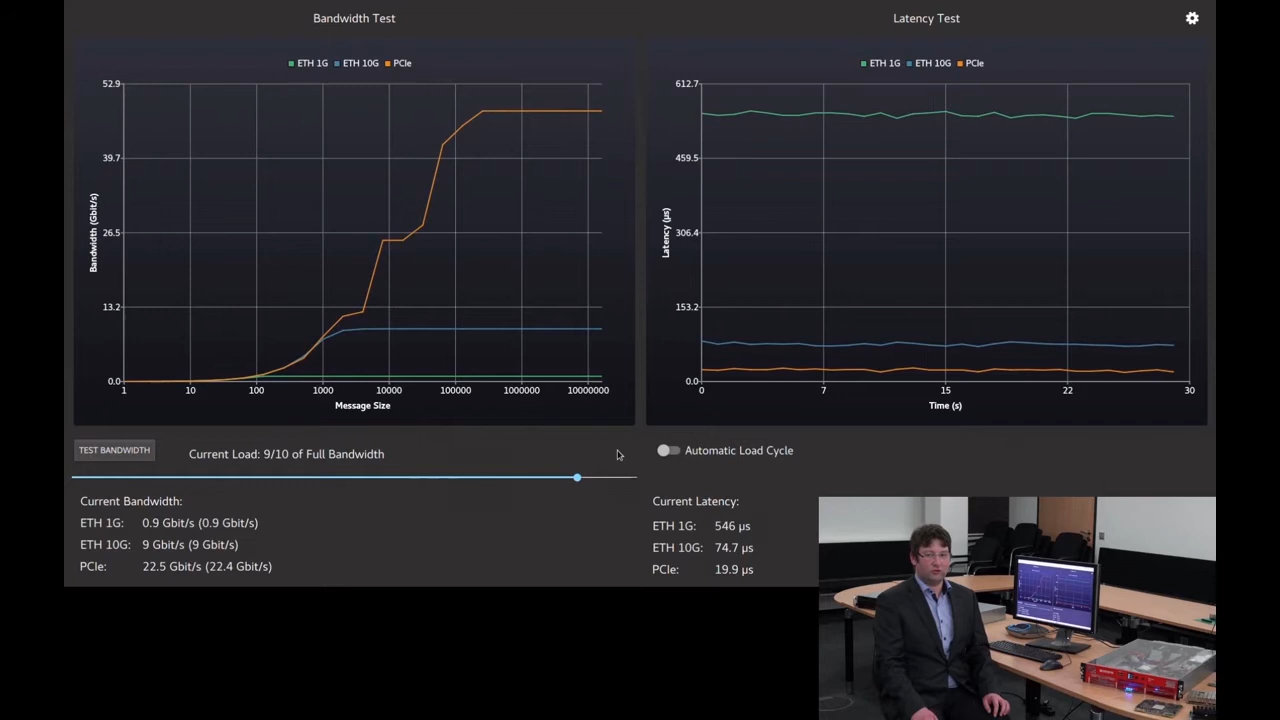 Bandwidth Test
Latency Test
ETH 1G ETH 10G PCIe
ETH 1G ETH 10G PCIe
52.9
39.7
26.5
13.2
0.0
Bandwidth (Gbit/s)
1 10 100 1000 10000 100000 1000000 10000000
Message Size
612.7
459.5
306.4
153.2
0.0
Latency (µs)
0 7 15 22 30
Time (s)
TEST BANDWIDTH
Current Load: 9/10 of Full Bandwidth
Automatic Load Cycle
Current Bandwidth:
ETH 1G: 0.9 Gbit/s (0.9 Gbit/s)
ETH 10G: 9 Gbit/s (9 Gbit/s)
PCIe: 22.5 Gbit/s (22.4 Gbit/s)
Current Latency:
ETH 1G: 546 µs
ETH 10G: 74.7 µs
PCIe: 19.9 µs